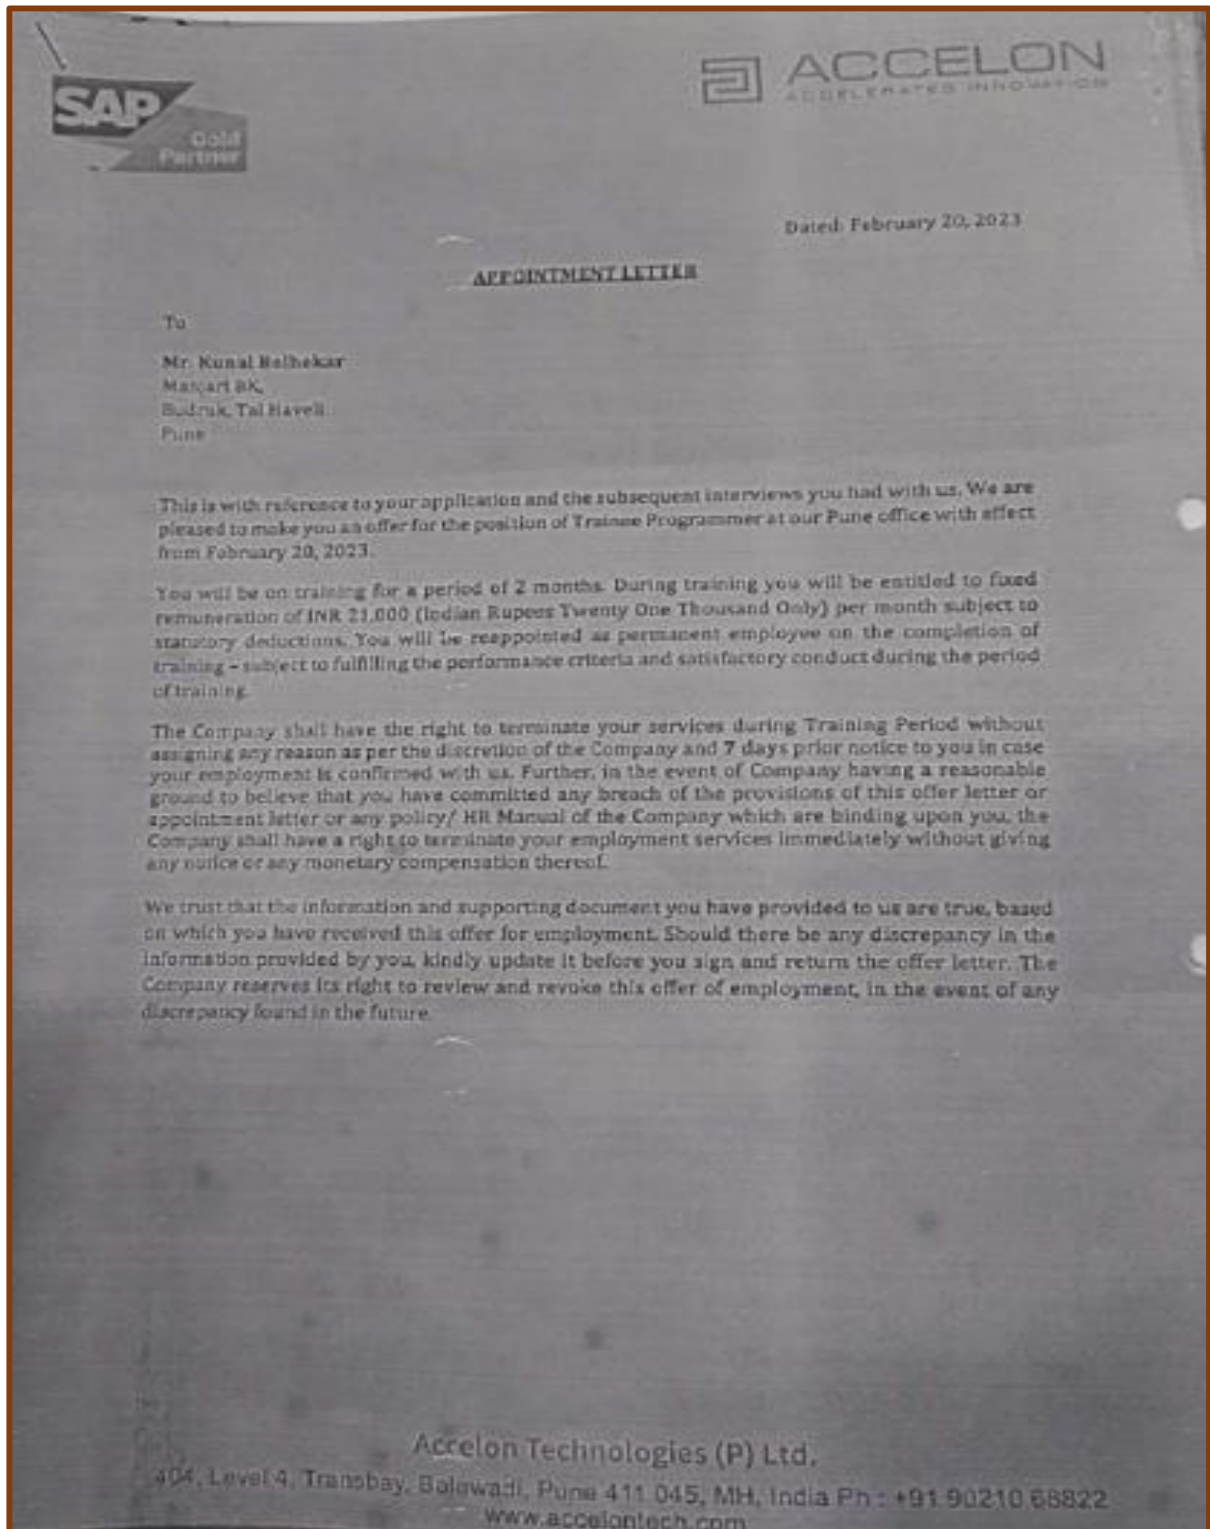 SAP
Gold
Partner
ACCELON
ACCELERATED INNOVATION
Dated: February 20, 2023
APPOINTMENT LETTER
To
Mr. Kunal Belhekar
Manjari BK,
Budruk, Tal Haveli
Pune
This is with reference to your application and the subsequent interviews you had with us. We are
pleased to make you an offer for the position of Trainee Programmer at our Pune office with effect
from February 20, 2023.
You will be on training for a period of 2 months. During training you will be entitled to fixed
remuneration of INR 21,000 (Indian Rupees Twenty One Thousand Only) per month subject to
statutory deductions. You will be reappointed as permanent employee on the completion of
training – subject to fulfilling the performance criteria and satisfactory conduct during the period
of training.
The Company shall have the right to terminate your services during Training Period without
assigning any reason as per the discretion of the Company and 7 days prior notice to you in case
your employment is confirmed with us. Further, in the event of Company having a reasonable
ground to believe that you have committed any breach of the provisions of this offer letter or
appointment letter or any policy/ HR Manual of the Company which are binding upon you, the
Company shall have a right to terminate your employment services immediately without giving
any notice or any monetary compensation thereof.
We trust that the information and supporting document you have provided to us are true, based
on which you have received this offer for employment. Should there be any discrepancy in the
information provided by you, kindly update it before you sign and return the offer letter. The
Company reserves its right to review and revoke this offer of employment, in the event of any
discrepancy found in the future.
Accelon Technologies (P) Ltd.
404, Level 4, Transbay, Balewadi, Pune 411 045, MH, India Ph : +91 90210 68822
www.accelontech.com